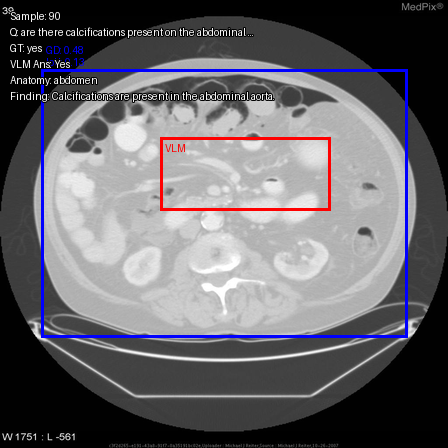 MedPix®
Sample: 90
Q: are there calcifications present on the abdominal...
GT: yes
VLM Ans: Yes
Anatomy: abdomen
Finding: Calcifications are present in the abdominal aorta.
VLM
W 1751 : L -561